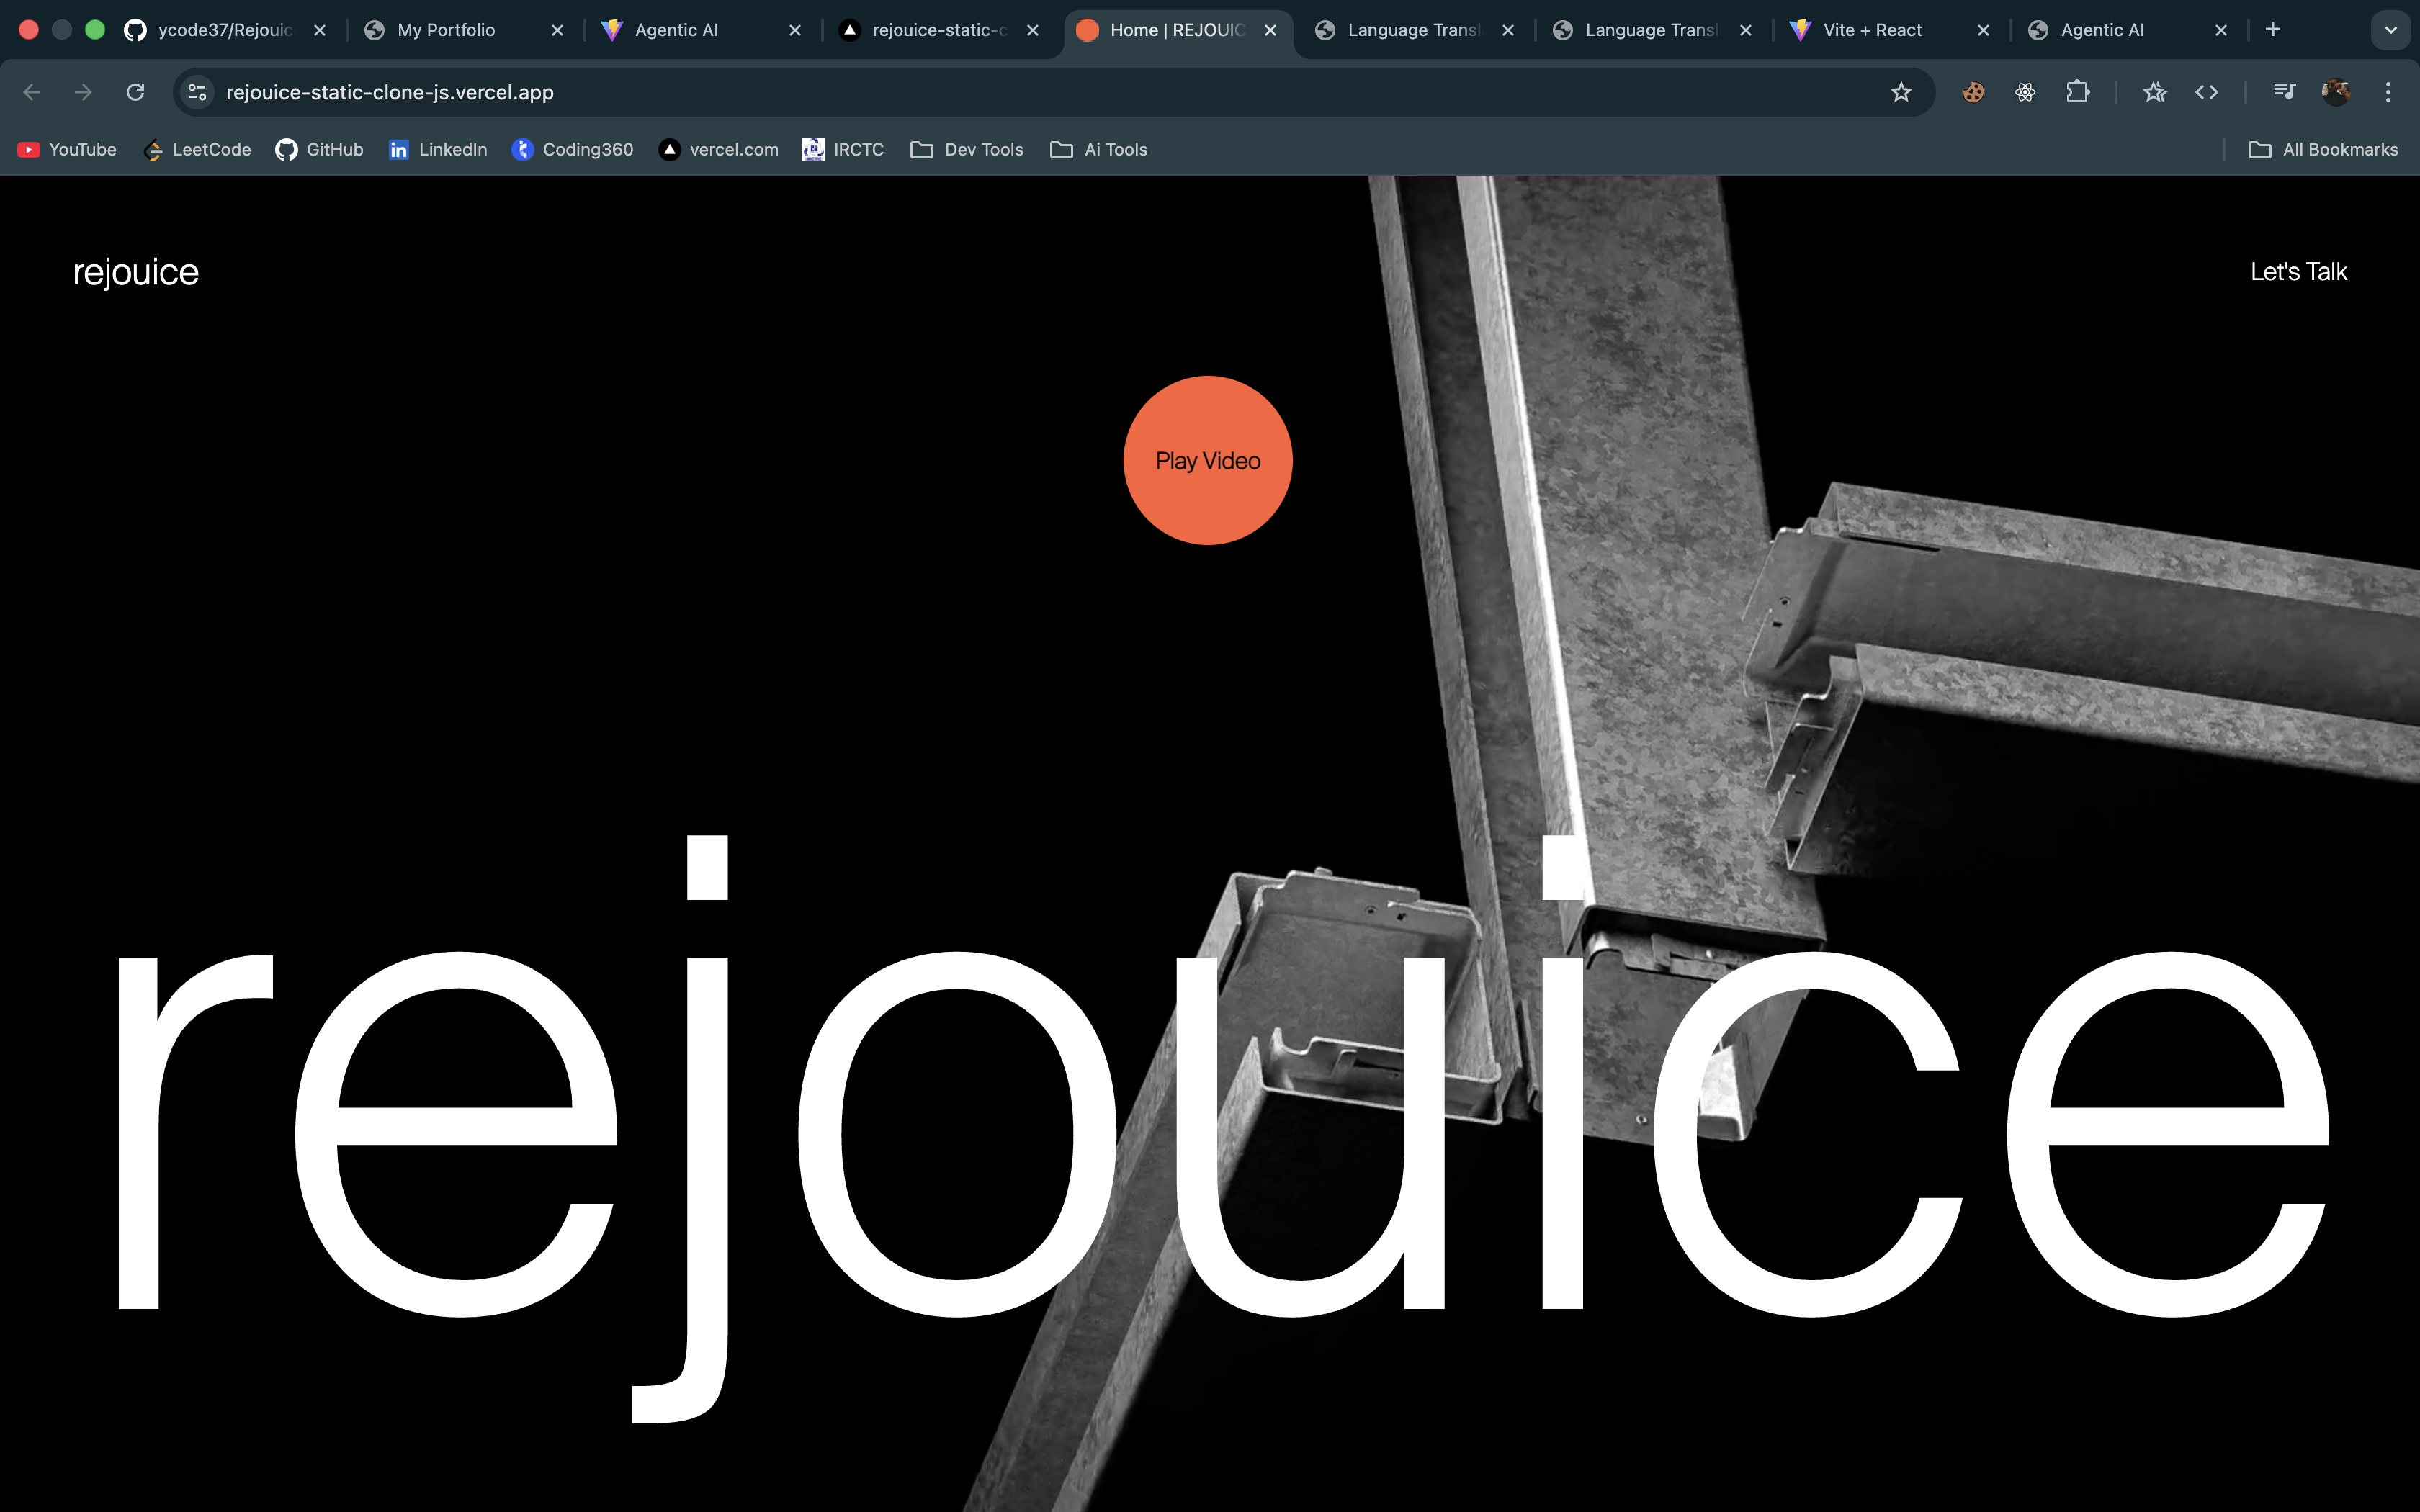 ycode37/Rejouic
My Portfolio
Agentic AI
rejouice-static-c
Home | REJOUIC
Language Transl
Language Transl
Vite + React
Agentic AI
rejouice-static-clone-js.vercel.app
YouTube
LeetCode
GitHub
LinkedIn
Coding360
vercel.com
IRCTC
Dev Tools
Ai Tools
All Bookmarks
rejouice
Let's Talk
Play Video
rejouice